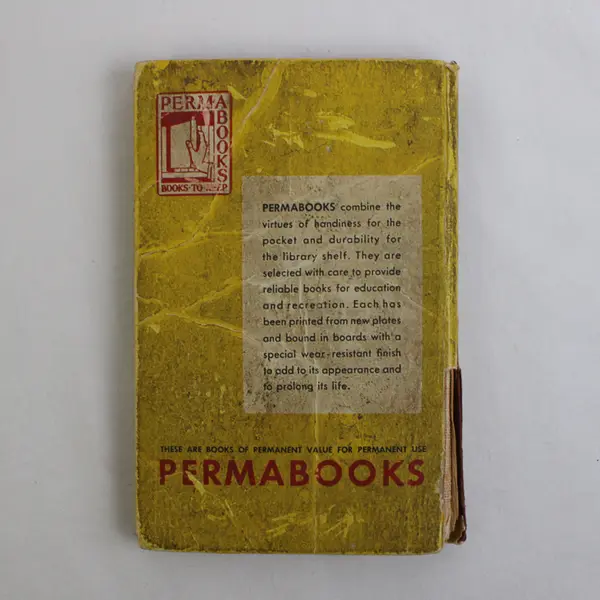 PERMA
BOOKS
BOOKS·TO·KEEP
PERMABOOKS combine the
virtues of handiness for the
pocket and durability for
the library shelf. They are
selected with care to provide
reliable books for education
and recreation. Each has
been printed from new plates
and bound in boards with a
special wear-resistant finish
to add to its appearance and
to prolong its life.
THESE ARE BOOKS OF PERMANENT VALUE FOR PERMANENT USE
PERMABOOKS